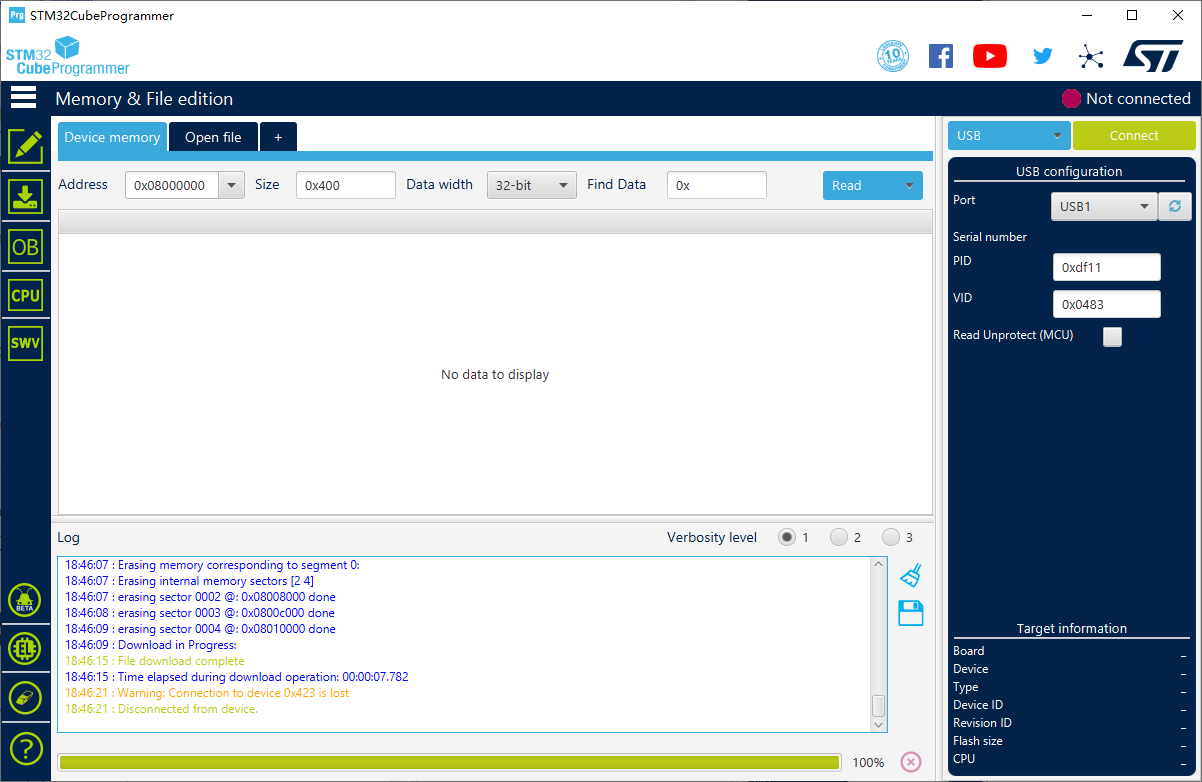 Prg STM32CubeProgrammer
STM32
CubeProgrammer
10
Memory & File edition
Not connected
Device memory
Open file
+
USB
Connect
Address
0x08000000
Size
0x400
Data width
32-bit
Find Data
0x
Read
No data to display
USB configuration
Port
USB1
Serial number
PID
0xdf11
VID
0x0483
Read Unprotect (MCU)
OB
CPU
SWV
BETA
EL
?
Log
Verbosity level
1
2
3
18:46:07 : Erasing memory corresponding to segment 0:
18:46:07 : Erasing internal memory sectors [2 4]
18:46:07 : erasing sector 0002 @: 0x08008000 done
18:46:08 : erasing sector 0003 @: 0x0800c000 done
18:46:09 : erasing sector 0004 @: 0x08010000 done
18:46:09 : Download in Progress:
18:46:15 : File download complete
18:46:15 : Time elapsed during download operation: 00:00:07.782
18:46:21 : Warning: Connection to device 0x423 is lost
18:46:21 : Disconnected from device.
100%
Target information
Board _
Device _
Type _
Device ID _
Revision ID _
Flash size _
CPU _